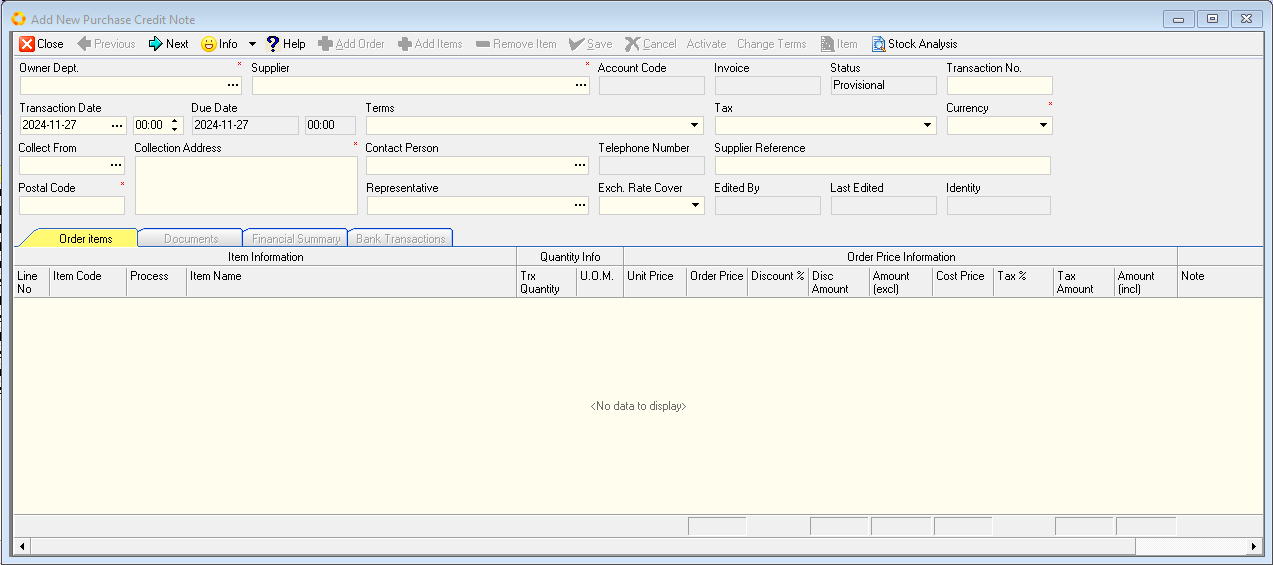 Add New Purchase Credit Note
Close Previous Next Info Help Add Order Add Items Remove Item Save Cancel Activate Change Terms Item Stock Analysis
Owner Dept. * Supplier * Account Code Invoice Status Transaction No.
... ... Provisional
Transaction Date Due Date Terms Tax Currency *
2024-11-27 ... 00:00 2024-11-27 00:00
Collect From Collection Address * Contact Person Telephone Number Supplier Reference
... ...
Postal Code * Representative Exch. Rate Cover Edited By Last Edited Identity
...
Order items Documents Financial Summary Bank Transactions
Item Information Quantity Info Order Price Information
Line No Item Code Process Item Name Trx Quantity U.O.M. Unit Price Order Price Discount % Disc Amount Amount (excl) Cost Price Tax % Tax Amount Amount (incl) Note
<No data to display>